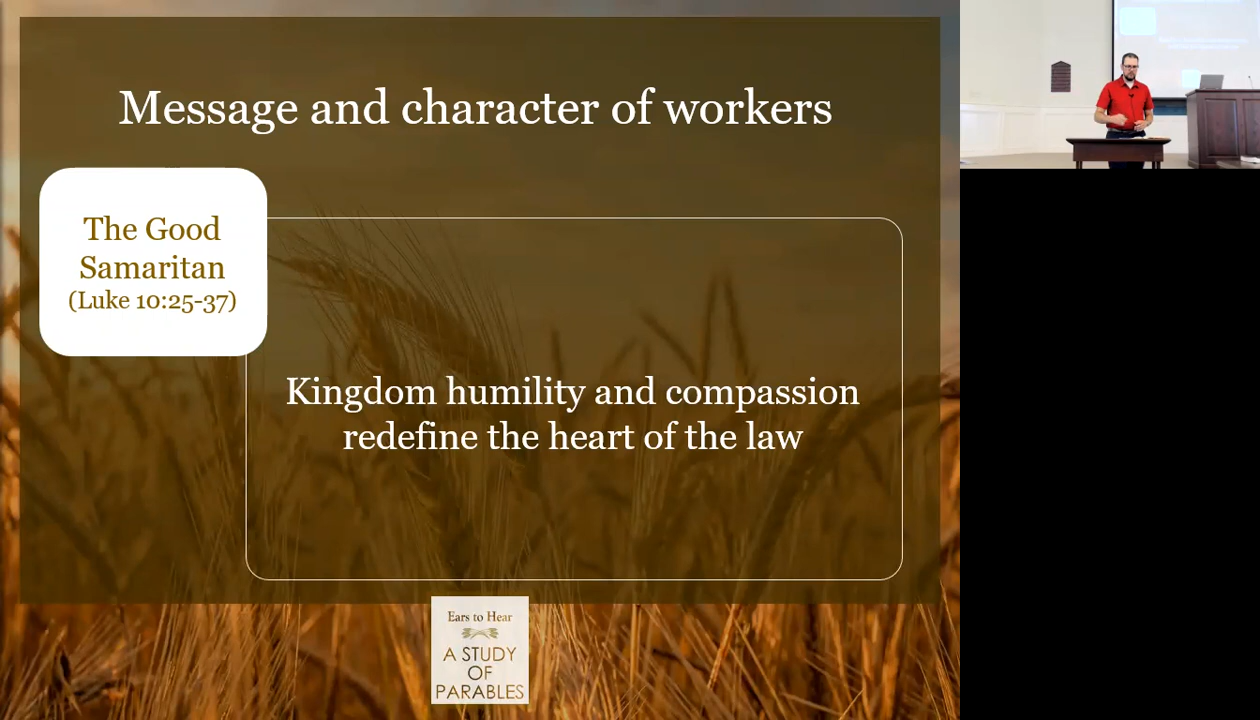 Message and character of workers
The Good
Samaritan
(Luke 10:25-37)
Kingdom humility and compassion
redefine the heart of the law
Ears to Hear
A STUDY
OF
PARABLES